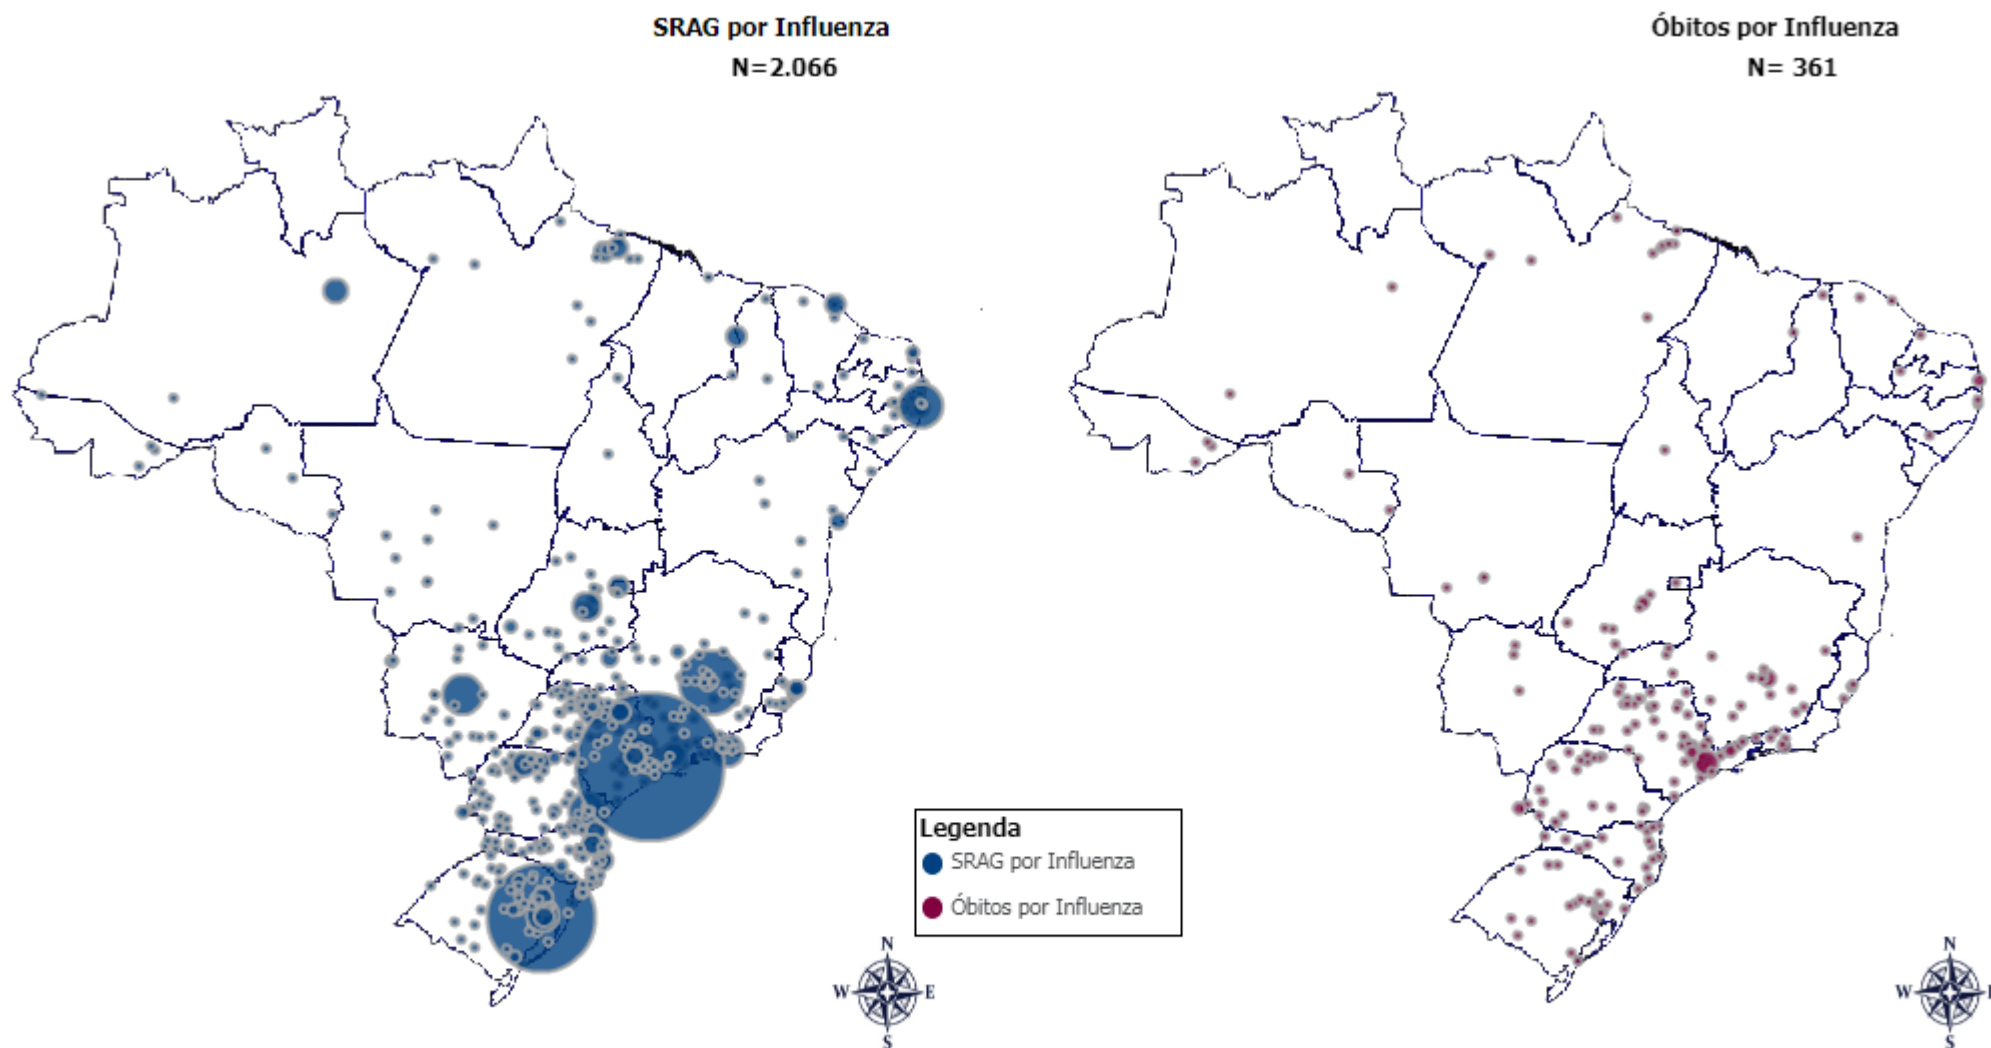 SRAG por Influenza
N=2.066
Óbitos por Influenza
N= 361
Legenda
SRAG por Influenza
Óbitos por Influenza
N
W E
S
N
W E
S